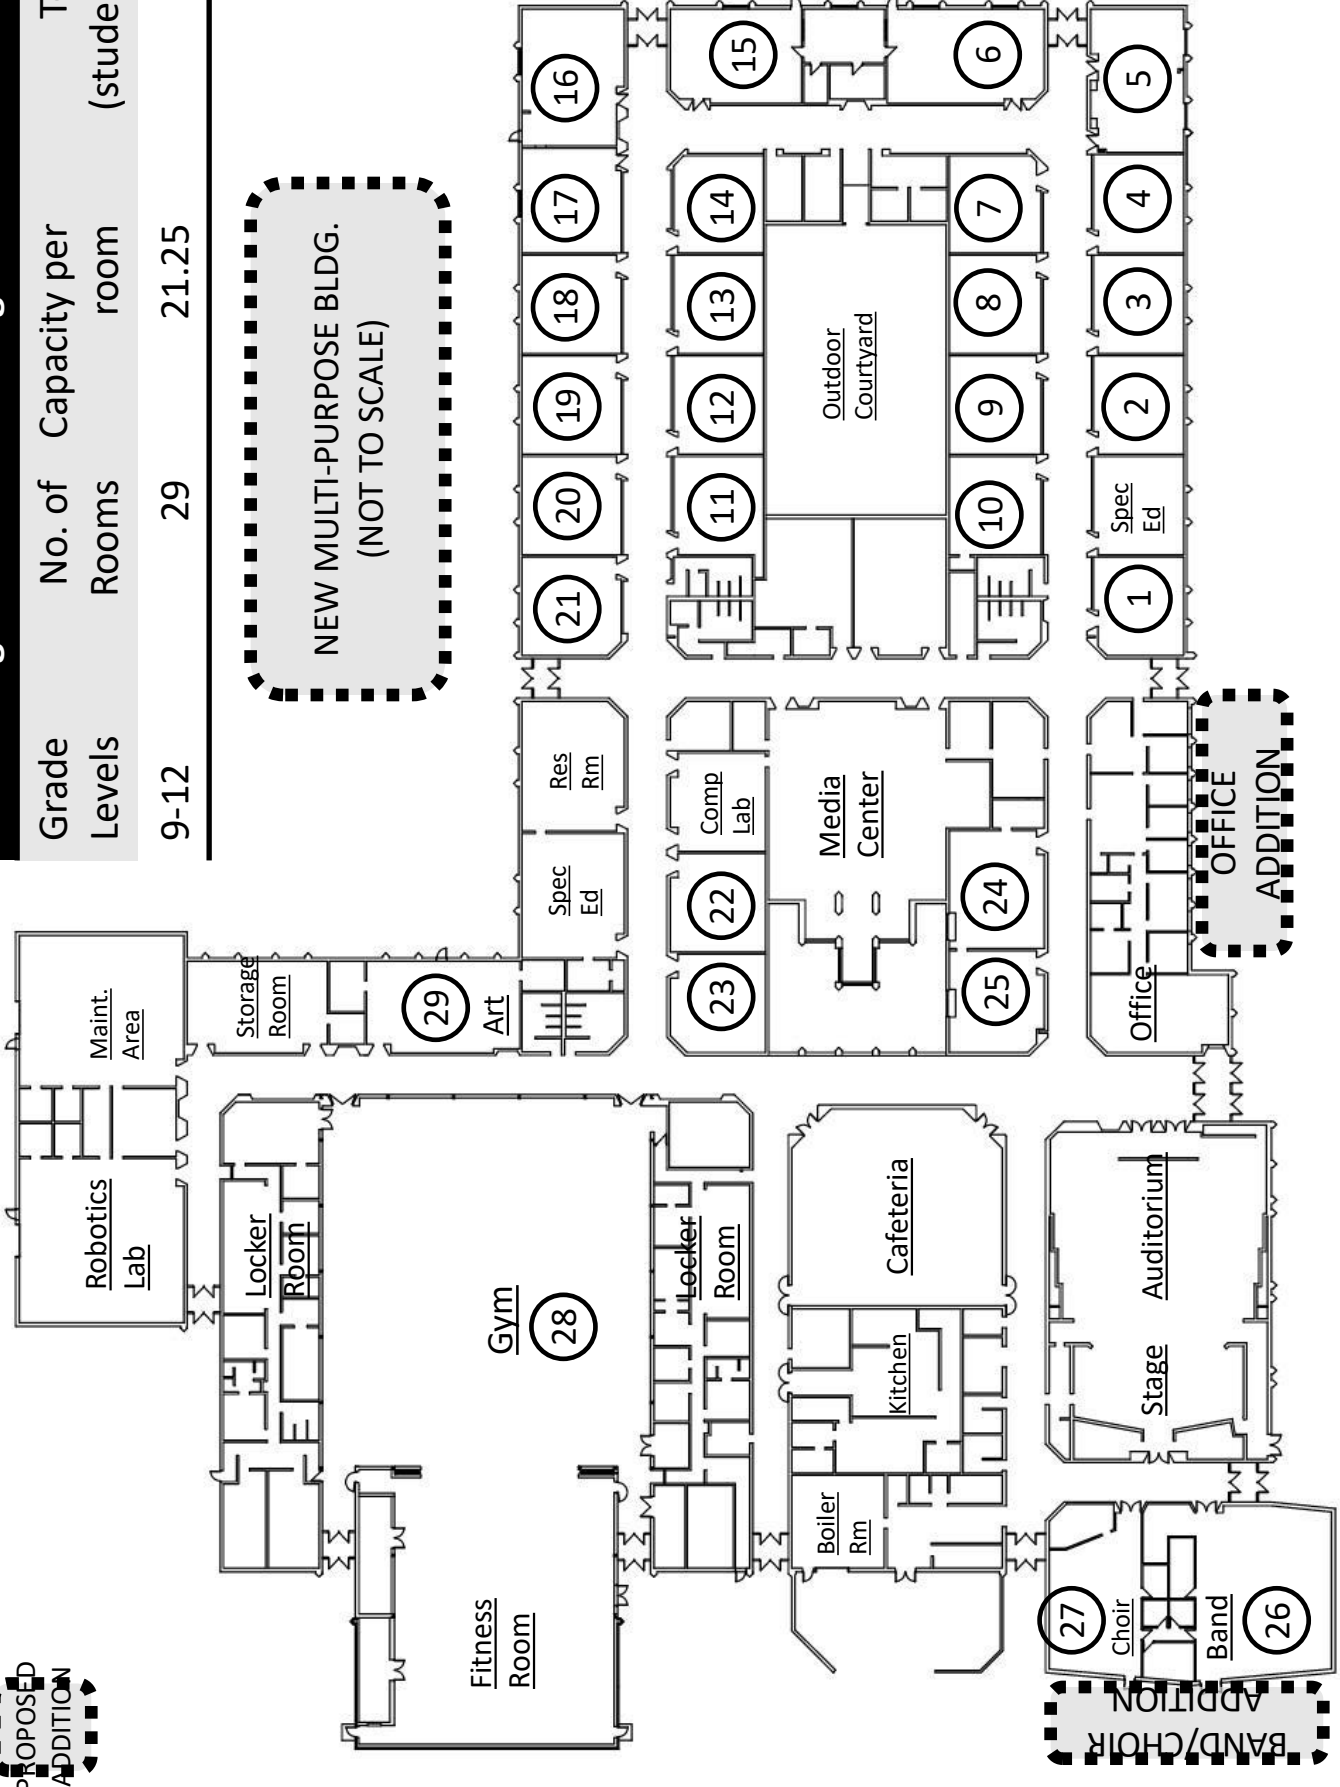 Grade Levels
No. of Rooms
Capacity per room
(stude
9-12
29
21.25
NEW MULTI-PURPOSE BLDG.
(NOT TO SCALE)
16
17
18
19
20
21
15
14
13
12
11
Outdoor
Courtyard
6
7
8
9
10
5
4
3
2
Spec
Ed
1
Res
Rm
Spec
Ed
Comp
Lab
22
23
Media
Center
24
25
Office
OFFICE
ADDITION
Maint.
Area
Storage
Room
29
Art
Robotics
Lab
Locker
Room
Gym
28
Locker
Room
Cafeteria
Kitchen
Boiler
Rm
Auditorium
Stage
Fitness
Room
27
Choir
Band
26
BAND/CHOIR
ADDITION
PROPOSED
ADDITION